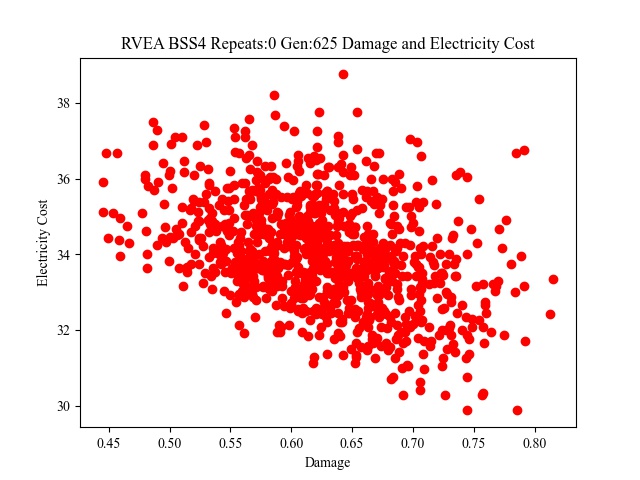 RVEA BSS4 Repeats:0 Gen:625 Damage and Electricity Cost
Electricity Cost
38
36
34
32
30
0.45 0.50 0.55 0.60 0.65 0.70 0.75 0.80
Damage